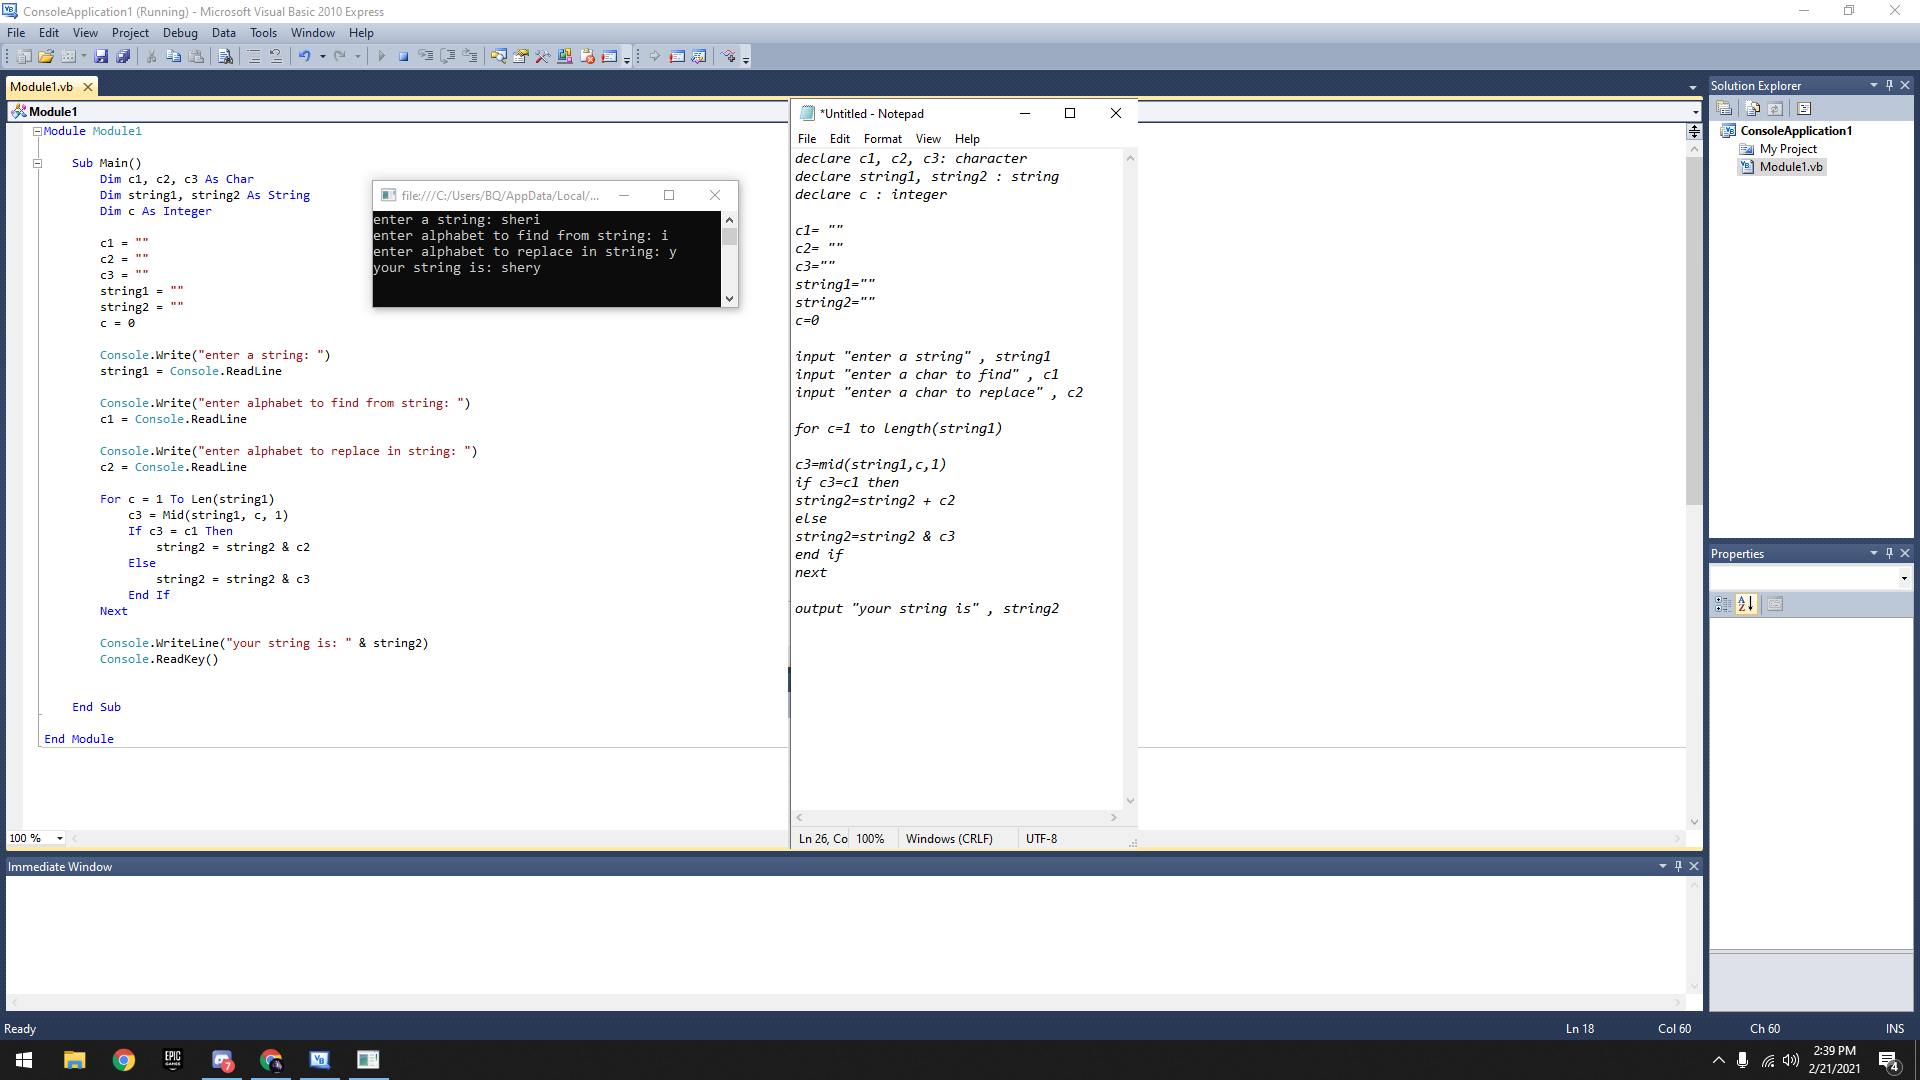 ConsoleApplication1 (Running) - Microsoft Visual Basic 2010 Express
File Edit View Project Debug Data Tools Window Help
Module1.vb
Module1
Module Module1
Sub Main()
Dim c1, c2, c3 As Char
Dim string1, string2 As String
Dim c As Integer
c1 = ""
c2 = ""
c3 = ""
string1 = ""
string2 = ""
c = 0
Console.Write("enter a string: ")
string1 = Console.ReadLine
Console.Write("enter alphabet to find from string: ")
c1 = Console.ReadLine
Console.Write("enter alphabet to replace in string: ")
c2 = Console.ReadLine
For c = 1 To Len(string1)
c3 = Mid(string1, c, 1)
If c3 = c1 Then
string2 = string2 & c2
Else
string2 = string2 & c3
End If
Next
Console.WriteLine("your string is: " & string2)
Console.ReadKey()
End Sub
End Module
100 %
file:///C:/Users/BQ/AppData/Local/...
enter a string: sheri
enter alphabet to find from string: i
enter alphabet to replace in string: y
your string is: shery
*Untitled - Notepad
File Edit Format View Help
declare c1, c2, c3: character
declare string1, string2 : string
declare c : integer
c1= ""
c2= ""
c3=""
string1=""
string2=""
c=0
input "enter a string" , string1
input "enter a char to find" , c1
input "enter a char to replace" , c2
for c=1 to length(string1)
c3=mid(string1,c,1)
if c3=c1 then
string2=string2 + c2
else
string2=string2 & c3
end if
next
output "your string is" , string2
Ln 26, Co 100% Windows (CRLF) UTF-8
Solution Explorer
ConsoleApplication1
My Project
Module1.vb
Properties
Immediate Window
Ready Ln 18 Col 60 Ch 60 INS
EPIC GAMES
7
VB
2:39 PM
2/21/2021
4